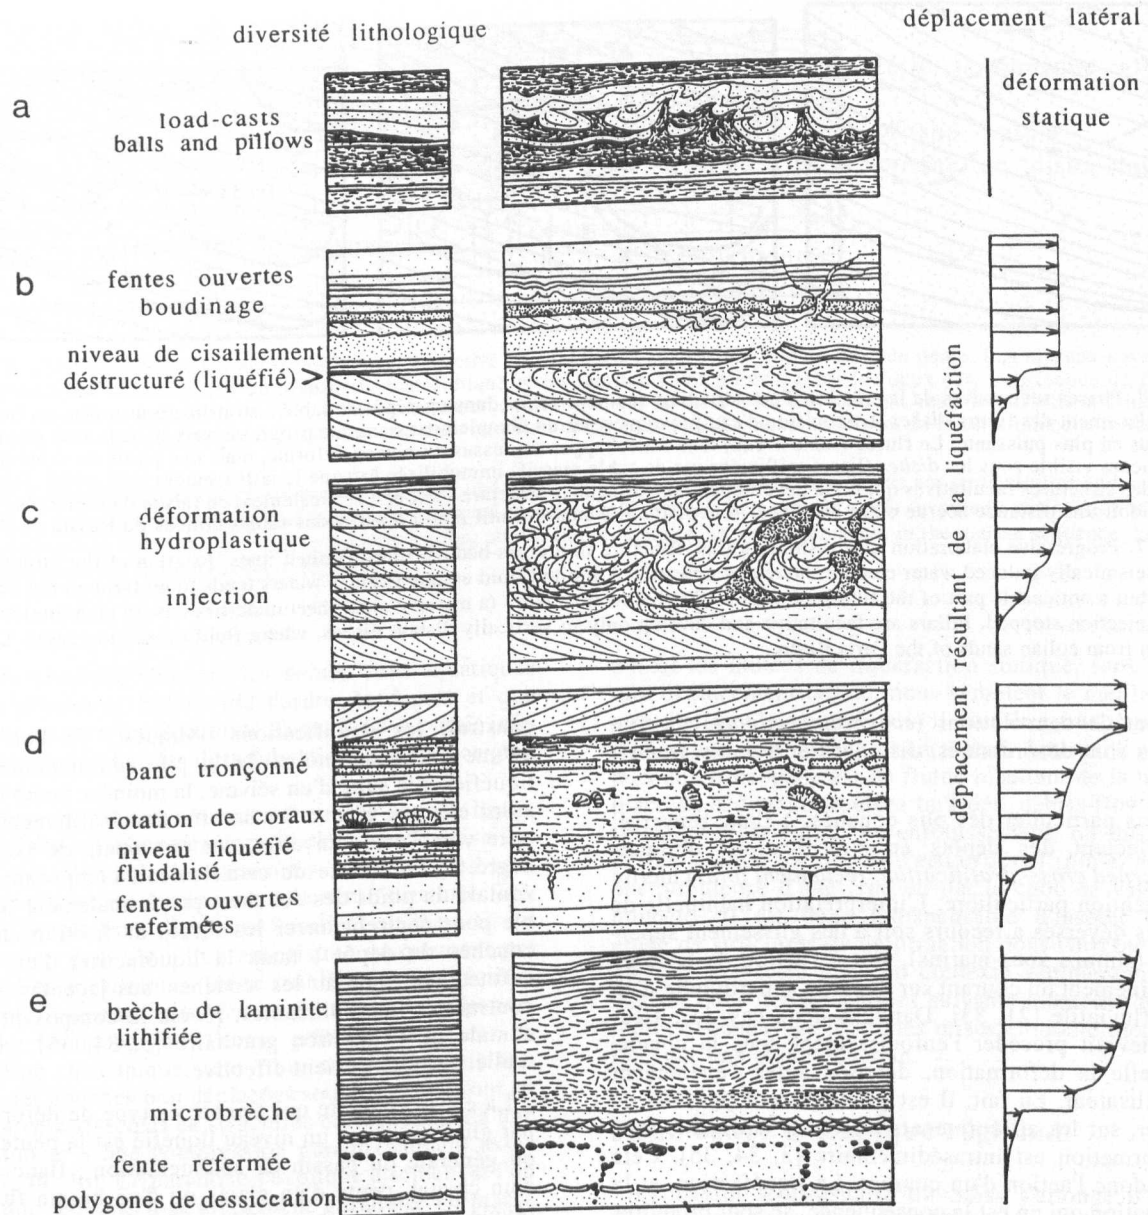 diversité lithologique
déplacement latéral
a
load-casts
balls and pillows
déformation
statique
b
fentes ouvertes
boudinage
niveau de cisaillement
déstructuré (liquéfié) >
c
déformation
hydroplastique
injection
déplacement résultant de la liquéfaction
d
banc tronçonné
rotation de coraux
niveau liquéfié
fluidalisé
fentes ouvertes
refermées
e
brèche de laminite
lithifiée
microbrèche
fente refermée
polygones de dessiccation